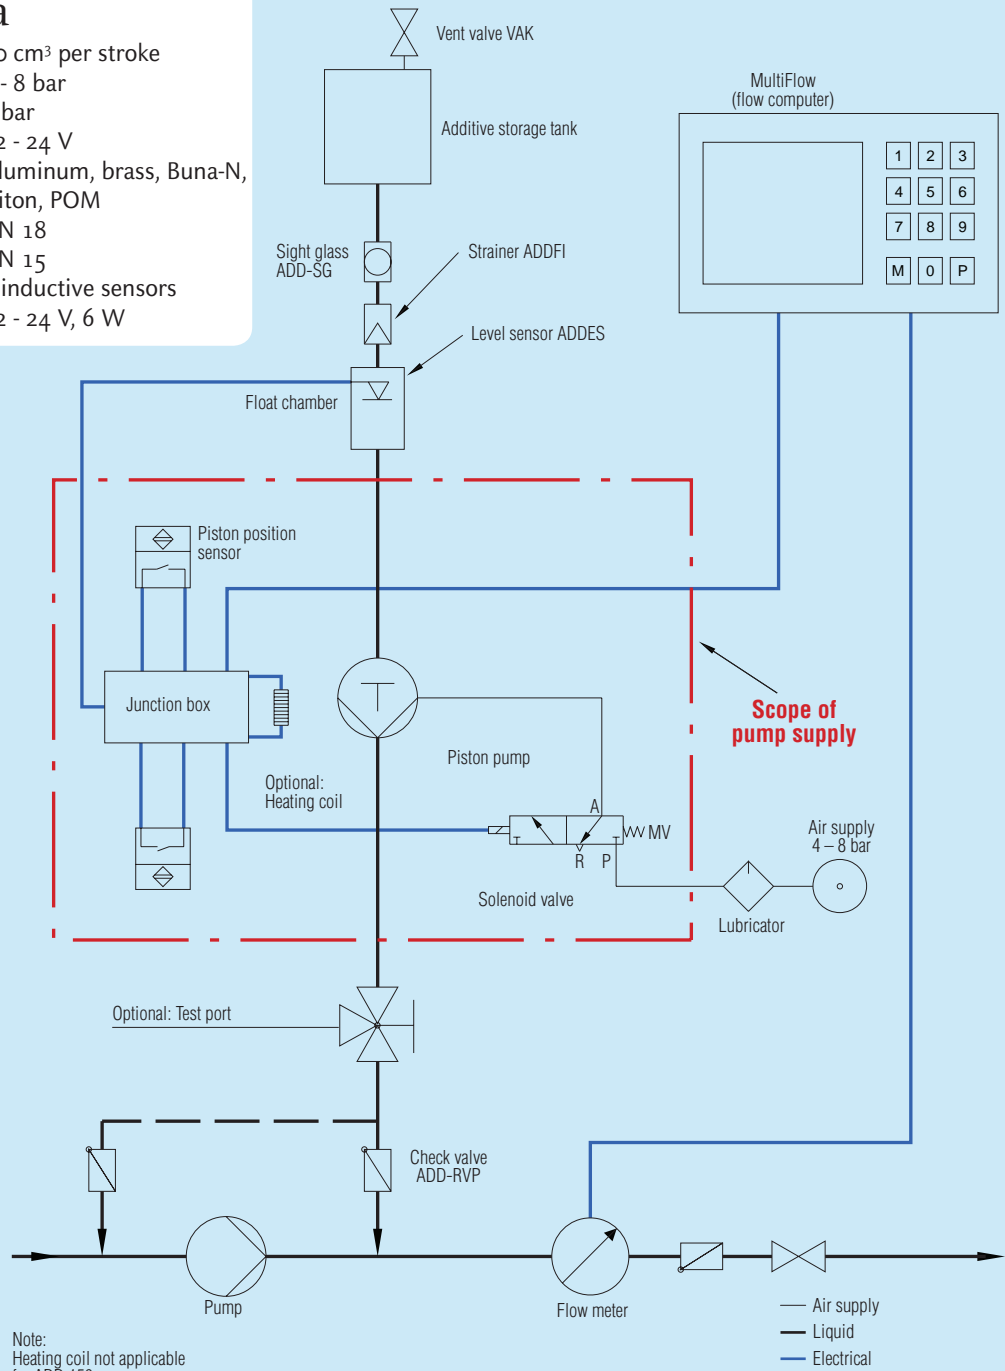 cm³ per stroke
- 8 bar
bar
- 24 V
brass, Buna-N,
POM
18
15
inductive sensors
- 24 V, 6 W
Vent valve VAK
Additive storage tank
MultiFlow
(flow computer)
1 2 3
4 5 6
7 8 9
M 0 P
Sight glass
ADD-SG
Strainer ADDFI
Level sensor ADDES
Float chamber
Piston position
sensor
Junction box
Scope of
pump supply
Piston pump
Optional:
Heating coil
A
MV
R P
Air supply
4 – 8 bar
Solenoid valve
Lubricator
Optional: Test port
Check valve
ADD-RVP
Pump
Flow meter
Air supply
Liquid
Electrical
Note:
Heating coil not applicable